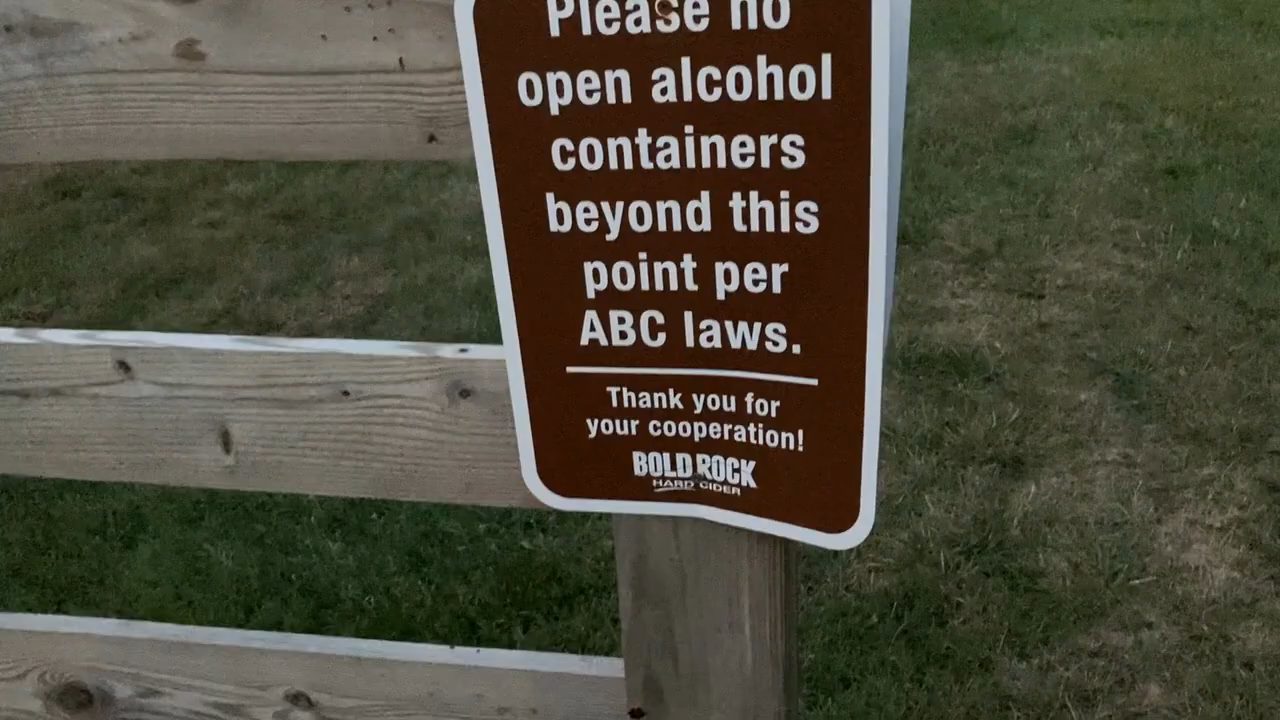 Please no
open alcohol
containers
beyond this
point per
ABC laws.
Thank you for
your cooperation!
BOLD ROCK
HARD CIDER